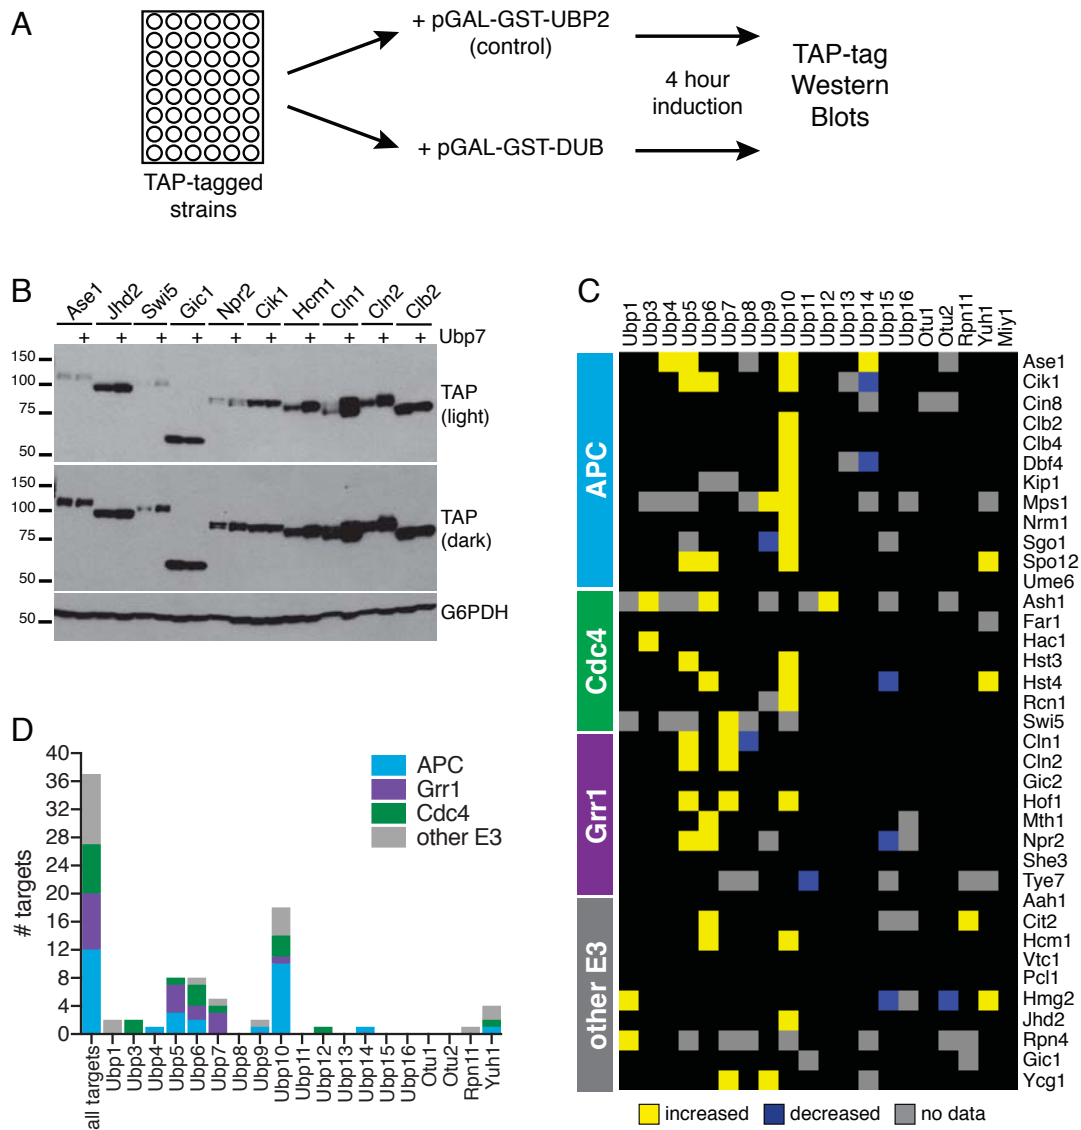 A
+ pGAL-GST-UBP2
(control)
4 hour
induction
+ pGAL-GST-DUB
TAP-tag
Western
Blots
TAP-tagged
strains
B
Ase1 Jhd2 Swi5 Gic1 Npr2 Cik1 Hcm1 Cln1 Cln2 Clb2
+ + + + + + + + + + Ubp7
150
100
75
50
TAP
(light)
150
100
75
50
TAP
(dark)
50
G6PDH
C
Ubp1 Ubp3 Ubp4 Ubp5 Ubp6 Ubp7 Ubp8 Ubp9 Ubp10 Ubp11 Ubp12 Ubp13 Ubp14 Ubp15 Ubp16 Otu1 Otu2 Rpn11 Yuh1 Miy1
APC
Ase1
Cik1
Cin8
Clb2
Clb4
Dbf4
Kip1
Mps1
Nrm1
Sgo1
Spo12
Ume6
Cdc4
Ash1
Far1
Hac1
Hst3
Hst4
Rcn1
Swi5
Grr1
Cln1
Cln2
Gic2
Hof1
Mth1
Npr2
She3
Tye7
other E3
Aah1
Cit2
Hcm1
Vtc1
Pcl1
Hmg2
Jhd2
Rpn4
Gic1
Ycg1
increased decreased no data
D
# targets
40
36
32
28
24
20
16
12
8
4
0
APC
Grr1
Cdc4
other E3
all targets Ubp1 Ubp3 Ubp4 Ubp5 Ubp6 Ubp7 Ubp8 Ubp9 Ubp10 Ubp11 Ubp12 Ubp13 Ubp14 Ubp15 Ubp16 Otu1 Otu2 Rpn11 Yuh1